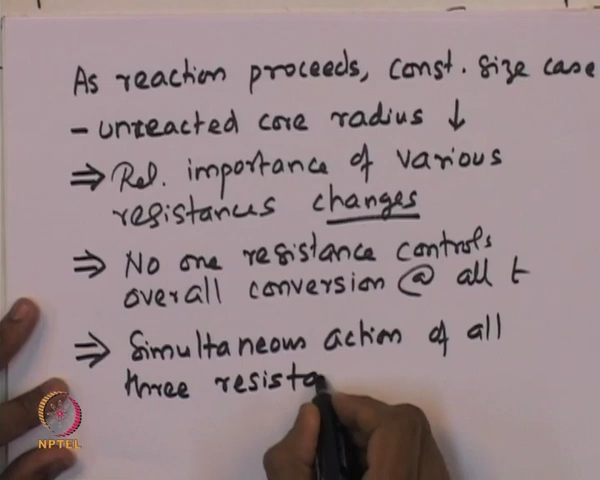 As reaction proceeds, const. size case
- unreacted core radius ↓
⇒ Rel. importance of various
resistances changes
⇒ No one resistance controls
overall conversion @ all t
⇒ Simultaneous action of all
three resista
NPTEL